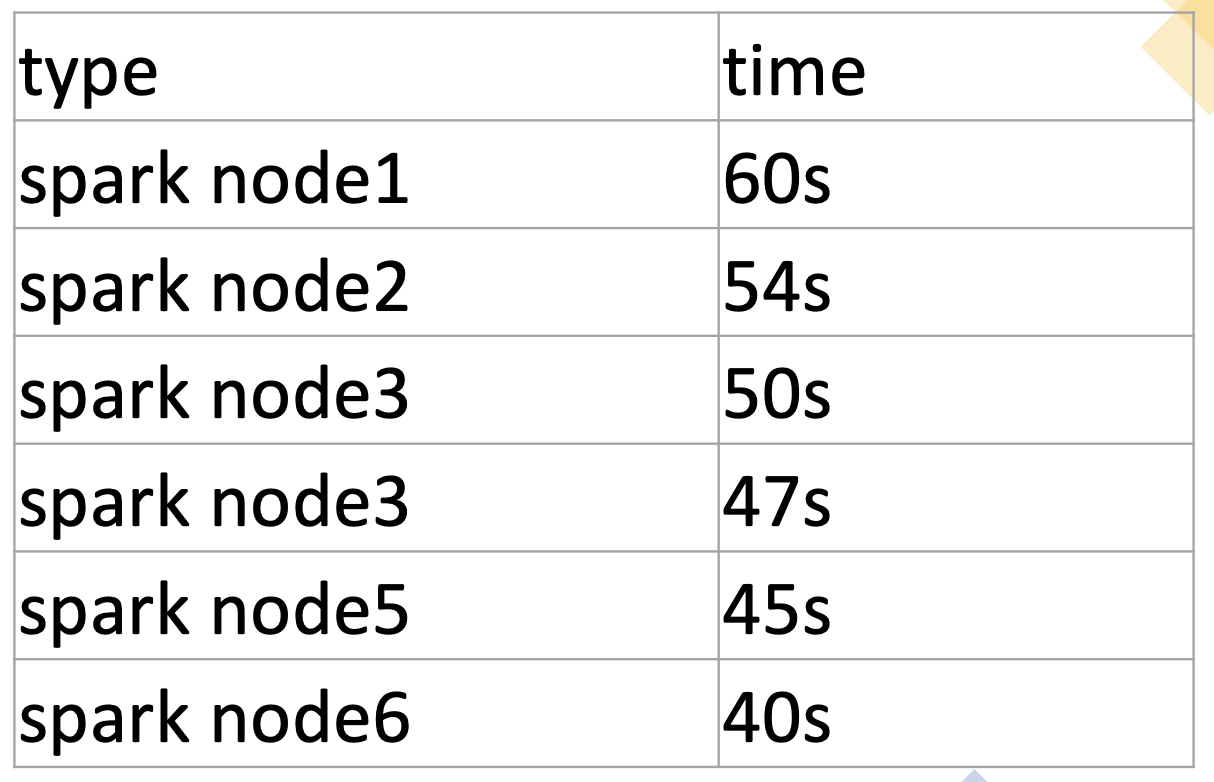 type time
spark node1 60s
spark node2 54s
spark node3 50s
spark node3 47s
spark node5 45s
spark node6 40s